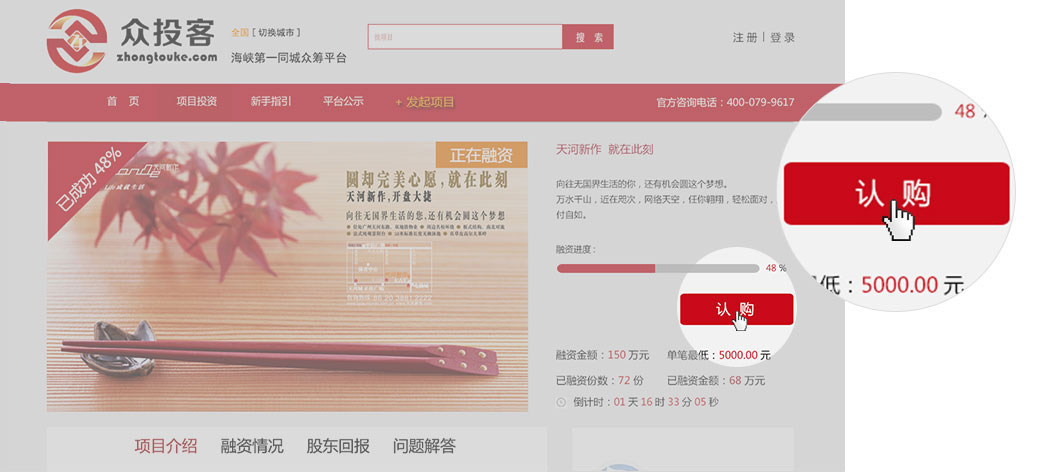 众投客
zhongtouke.com
全国 [ 切换城市 ]
海峡第一同城众筹平台
搜项目
搜 索
注 册 | 登 录
首 页 项目投资 新手指引 平台公示 + 发起项目 官方咨询电话：400-079-9617
已成功 48%
正在融资
圆却完美心愿,就在此刻
天河新作,开盘大捷
向往无国界生活的您,还有机会圆这个梦想
天河新作 就在此刻
向往无国界生活的你，还有机会圆这个梦想。
万水千山，近在咫次，网络天空，任你翱翔，轻松面对，
付自如。
融资进度：
48 %
认 购
融资金额：150 万元 单笔最低：5000.00 元
已融资份数：72 份 已融资金额：68 万元
倒计时：01 天 16 时 33 分 05 秒
项目介绍 融资情况 股东回报 问题解答
48
认 购
低：5000.00 元